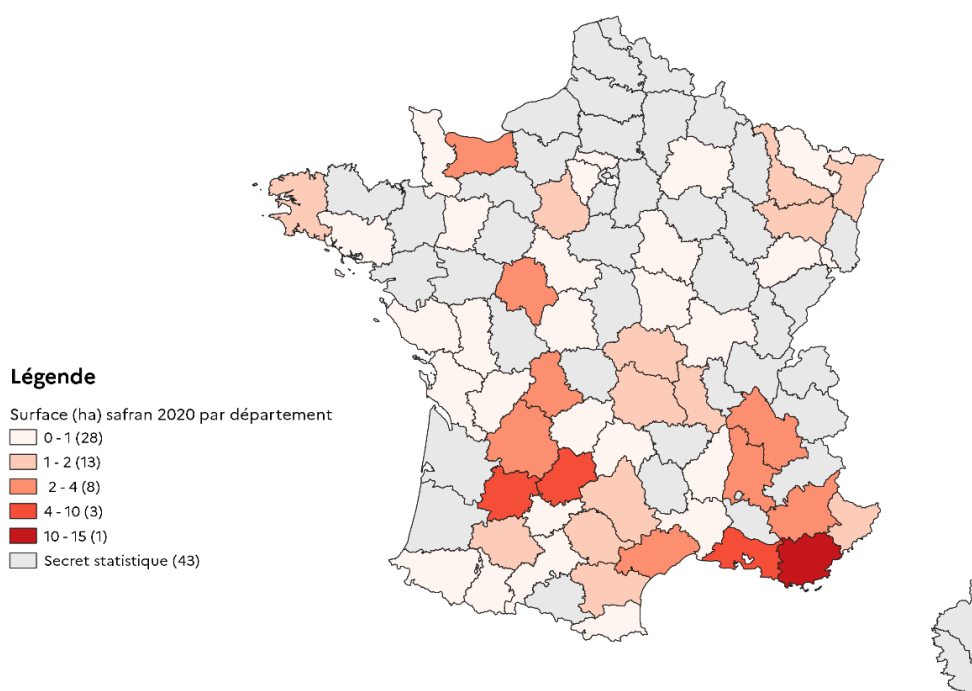 Légende
Surface (ha) safran 2020 par département
0 - 1 (28)
1 - 2 (13)
2 - 4 (8)
4 - 10 (3)
10 - 15 (1)
Secret statistique (43)